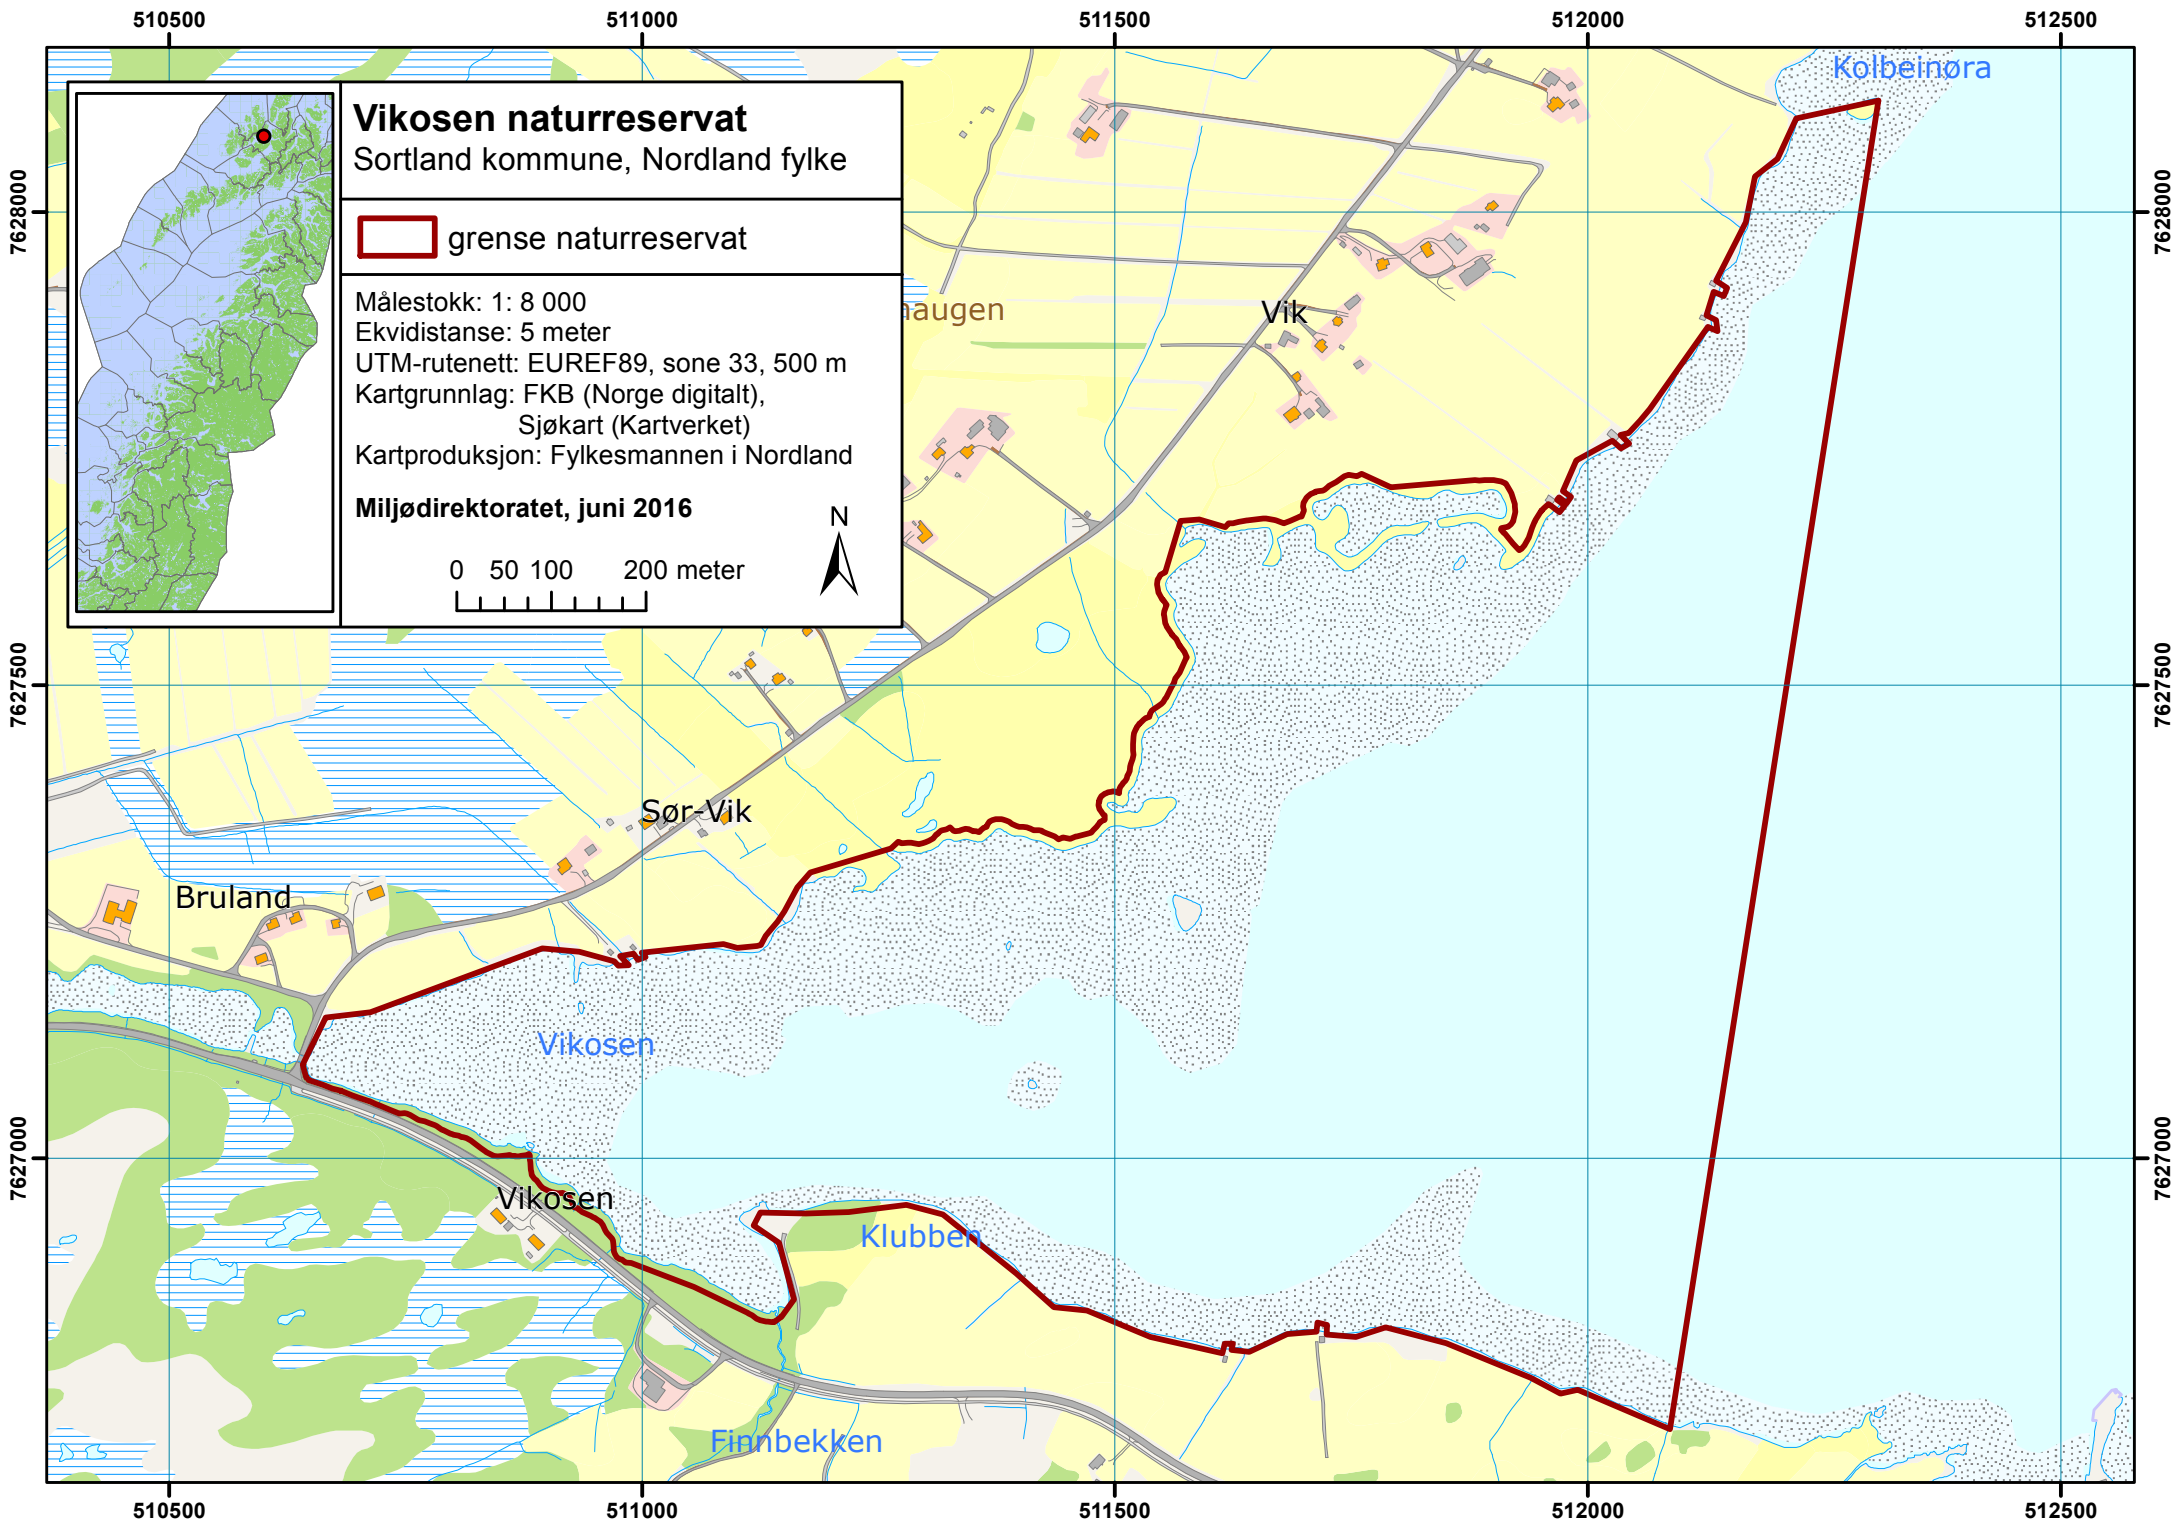 510500 511000 511500 512000 512500
Kolbeinøra
Vikosen naturreservat
Sortland kommune, Nordland fylke
7628000 7628000
grense naturreservat
Målestokk: 1: 8 000
Ekvidistanse: 5 meter
UTM-rutenett: EUREF89, sone 33, 500 m
Kartgrunnlag: FKB (Norge digitalt),
Sjøkart (Kartverket)
Kartproduksjon: Fylkesmannen i Nordland
Miljødirektoratet, juni 2016
N
0 50 100 200 meter
haugen
Vik
7627500 7627500
Sør-Vik
Bruland
Vikosen
7627000 7627000
Vikosen
Klubben
Finnbekken
510500 511000 511500 512000 512500